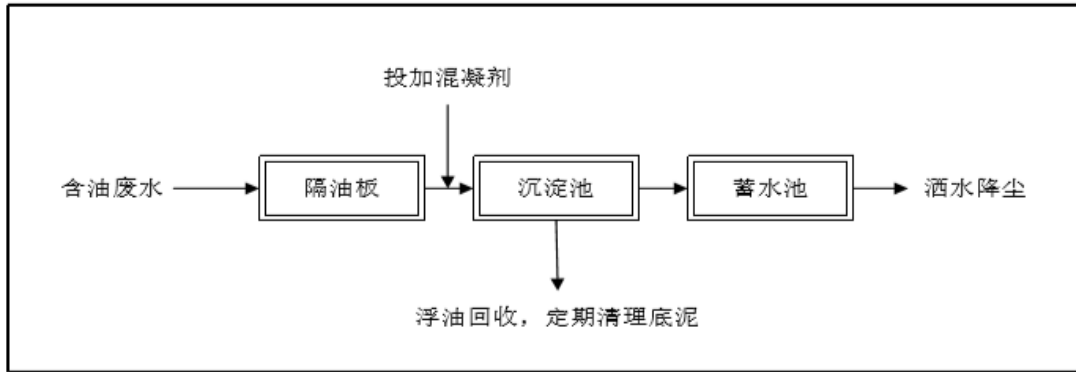 投加混凝剂
含油废水
隔油板
沉淀池
蓄水池
洒水降尘
浮油回收，定期清理底泥